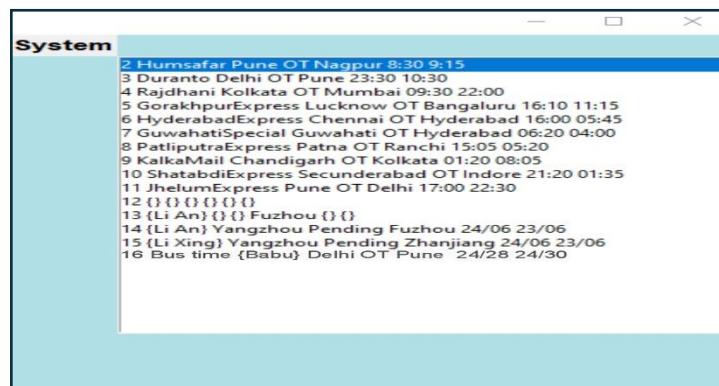 System
2 Humsafar Pune OT Nagpur 8:30 9:15
3 Duranto Delhi OT Pune 23:30 10:30
4 Rajdhani Kolkata OT Mumbai 09:30 22:00
5 GorakhpurExpress Lucknow OT Bangaluru 16:10 11:15
6 HyderabadExpress Chennai OT Hyderabad 16:00 05:45
7 GuwahatiSpecial Guwahati OT Hyderabad 06:20 04:00
8 PatliputraExpress Patna OT Ranchi 15:05 05:20
9 KalkaMail Chandigarh OT Kolkata 01:20 08:05
10 ShatabdiExpress Secunderabad OT Indore 21:20 01:35
11 JhelumExpress Pune OT Delhi 17:00 22:30
12 {} {} {} {} {} {}
13 {Li An} {} {} Fuzhou {} {}
14 {Li An} Yangzhou Pending Fuzhou 24/06 23/06
15 {Li Xing} Yangzhou Pending Zhanjiang 24/06 23/06
16 Bus time {Babu} Delhi OT Pune 24/28 24/30